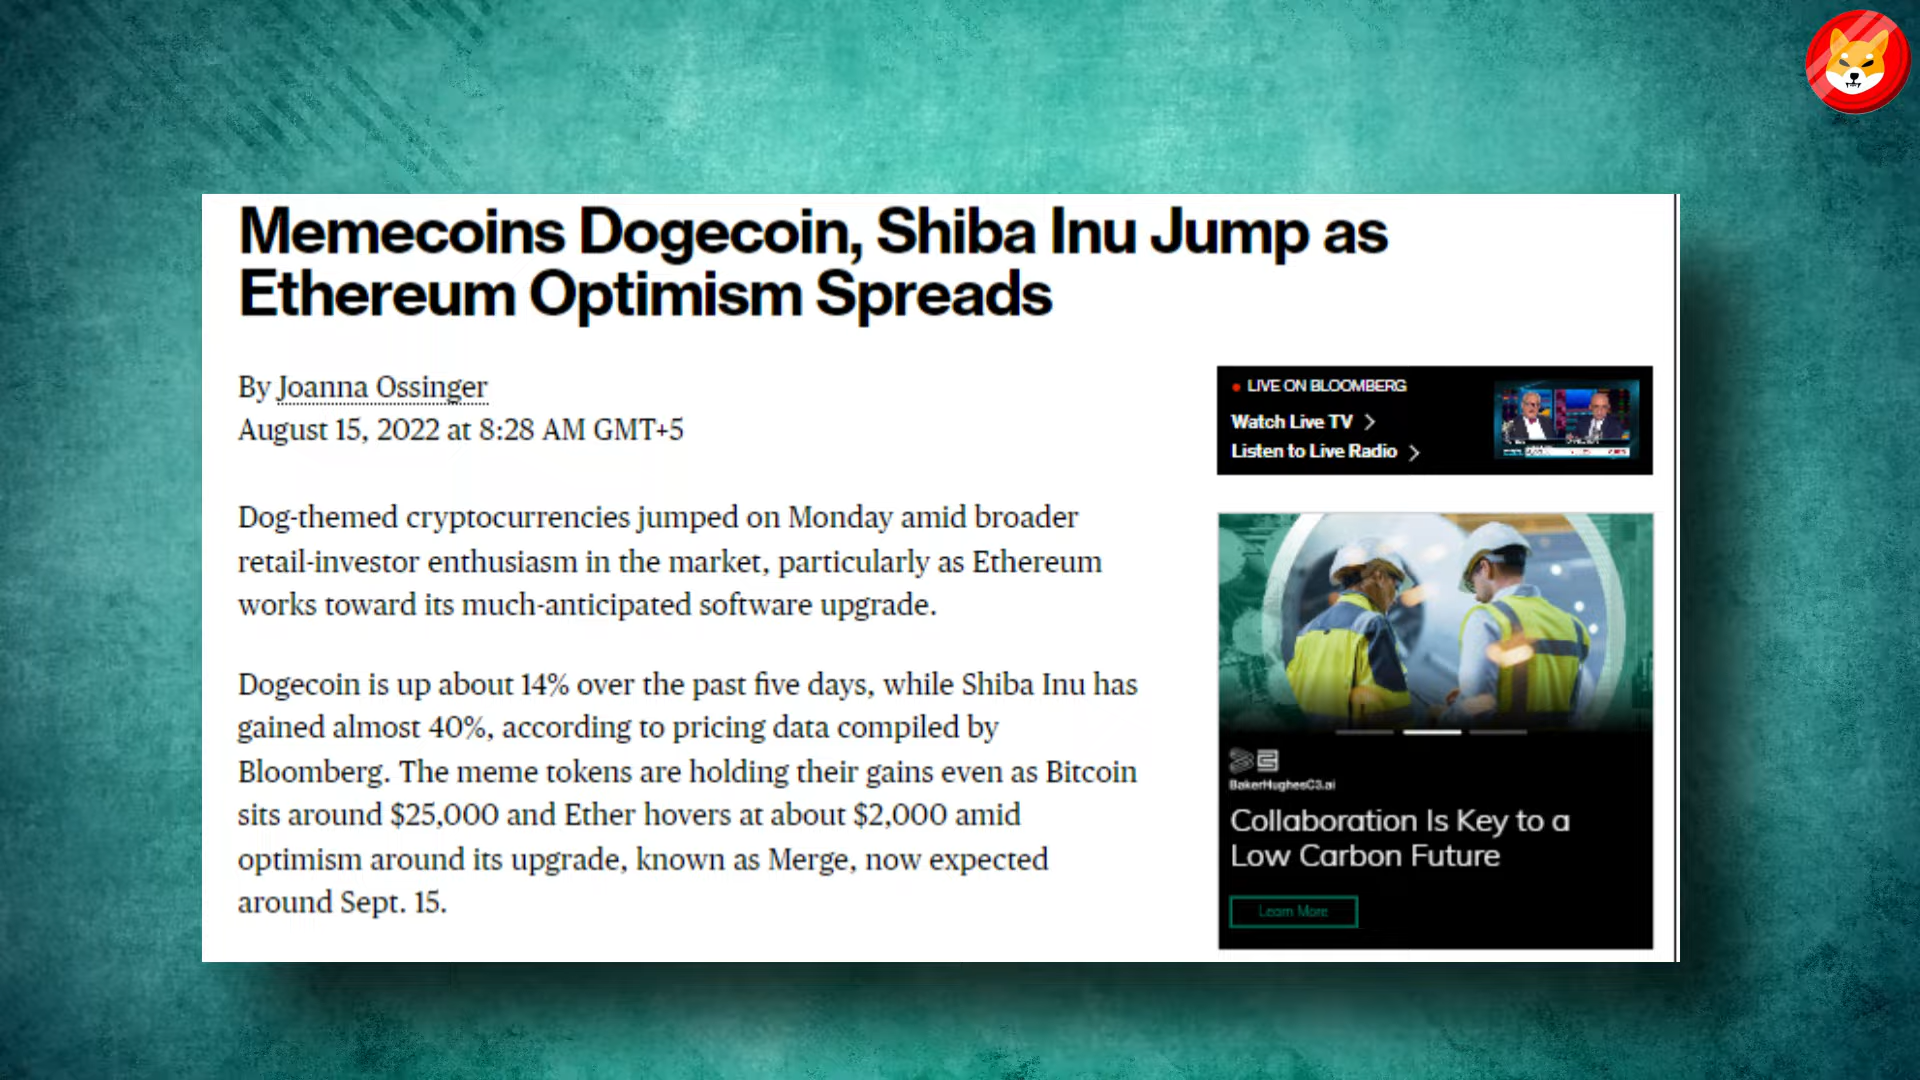 Memecoins Dogecoin, Shiba Inu Jump as
Ethereum Optimism Spreads
By Joanna Ossinger
August 15, 2022 at 8:28 AM GMT+5
Dog-themed cryptocurrencies jumped on Monday amid broader
retail-investor enthusiasm in the market, particularly as Ethereum
works toward its much-anticipated software upgrade.
Dogecoin is up about 14% over the past five days, while Shiba Inu has
gained almost 40%, according to pricing data compiled by
Bloomberg. The meme tokens are holding their gains even as Bitcoin
sits around $25,000 and Ether hovers at about $2,000 amid
optimism around its upgrade, known as Merge, now expected
around Sept. 15.
LIVE ON BLOOMBERG
Watch Live TV
Listen to Live Radio
BakerHughesC3.ai
Collaboration Is Key to a
Low Carbon Future
Learn More